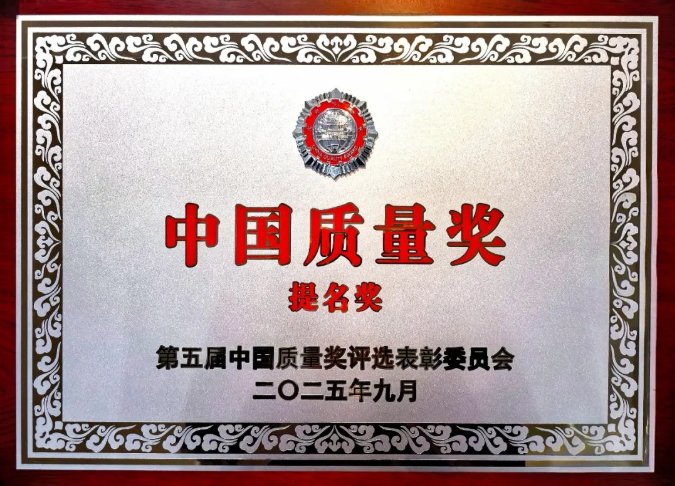 中国质量奖
提名奖
第五届中国质量奖评选表彰委员会
二〇二五年九月